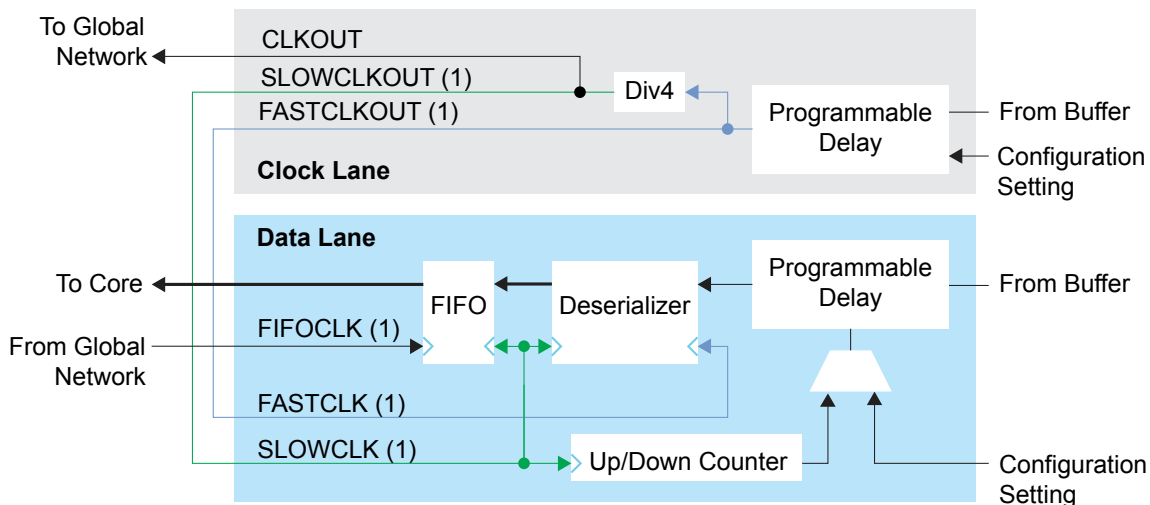 To Global
Network
CLKOUT
SLOWCLKOUT (1)
FASTCLKOUT (1)
Div4
Programmable
Delay
From Buffer
Configuration
Setting
Clock Lane
Data Lane
To Core
FIFO
Deserializer
Programmable
Delay
From Buffer
FIFOCLK (1)
From Global
Network
FASTCLK (1)
SLOWCLK (1)
Up/Down Counter
Configuration
Setting